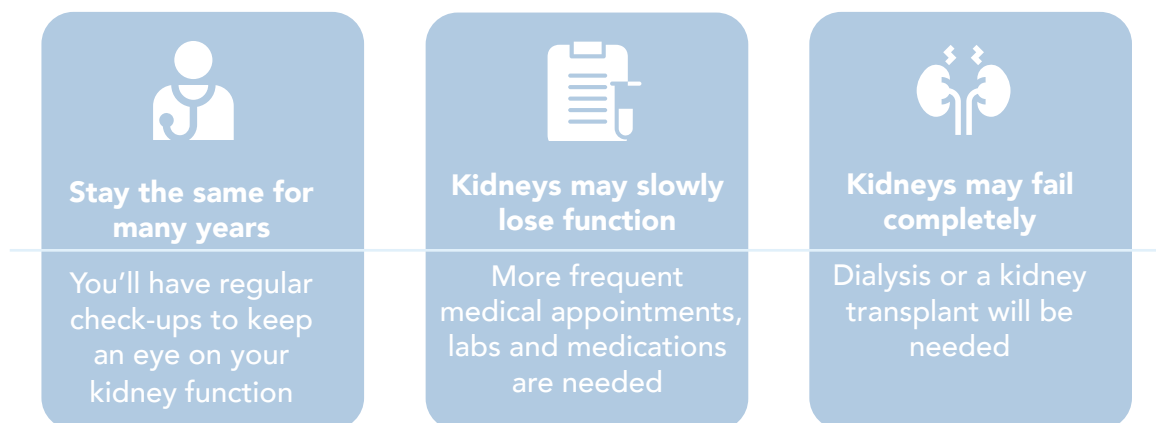 Stay the same for
many years
You’ll have regular
check-ups to keep
an eye on your
kidney function
Kidneys may slowly
lose function
More frequent
medical appointments,
labs and medications
are needed
Kidneys may fail
completely
Dialysis or a kidney
transplant will be
needed